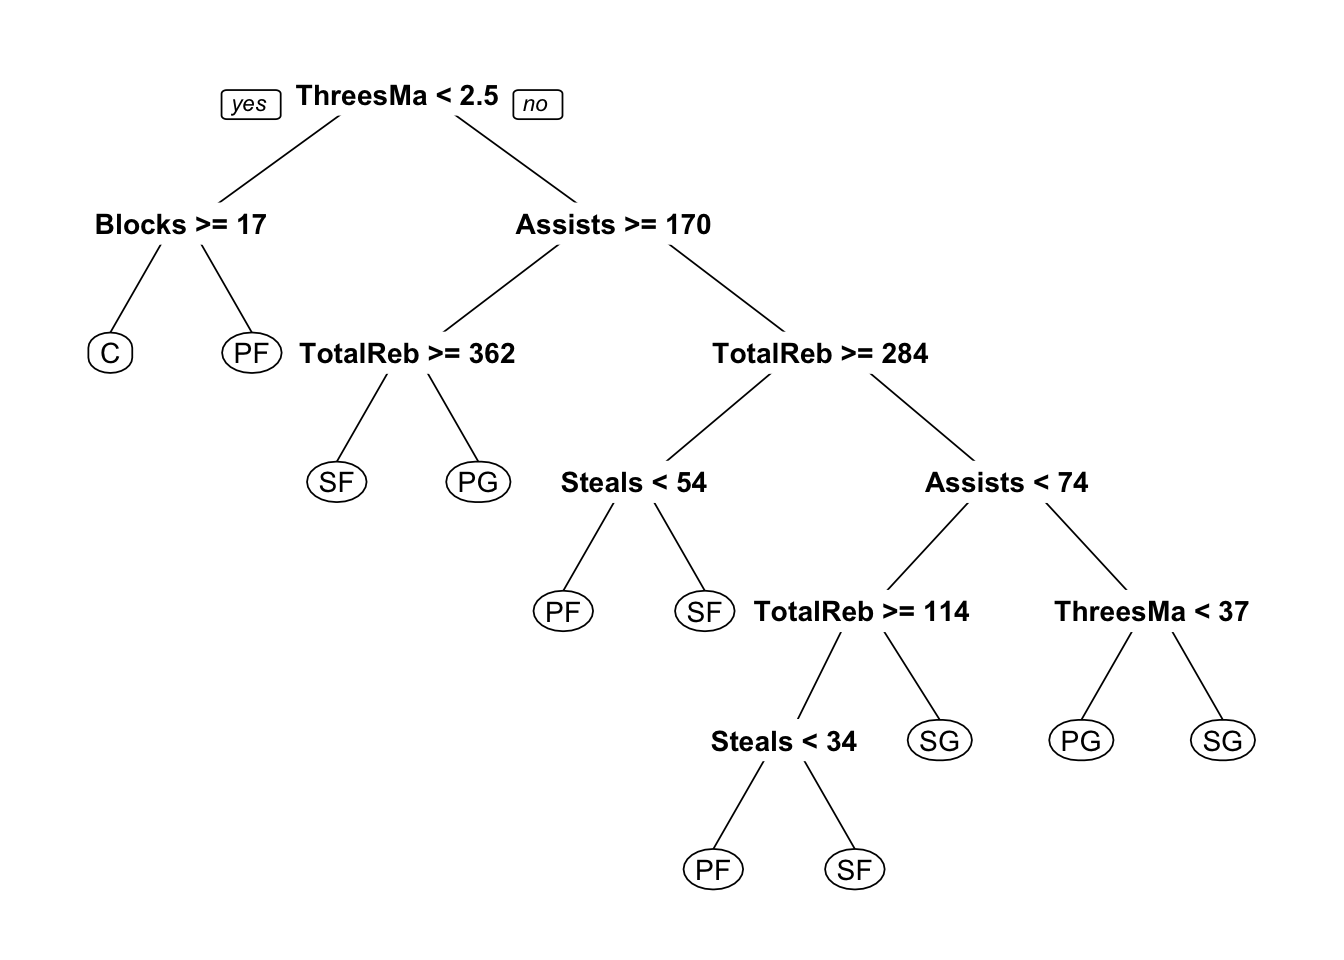 yes ThreesMa < 2.5 no
Blocks >= 17 Assists >= 170
C PF TotalReb >= 362 TotalReb >= 284
SF PG Steals < 54 Assists < 74
PF SF TotalReb >= 114 ThreesMa < 37
Steals < 34 SG PG SG
PF SF